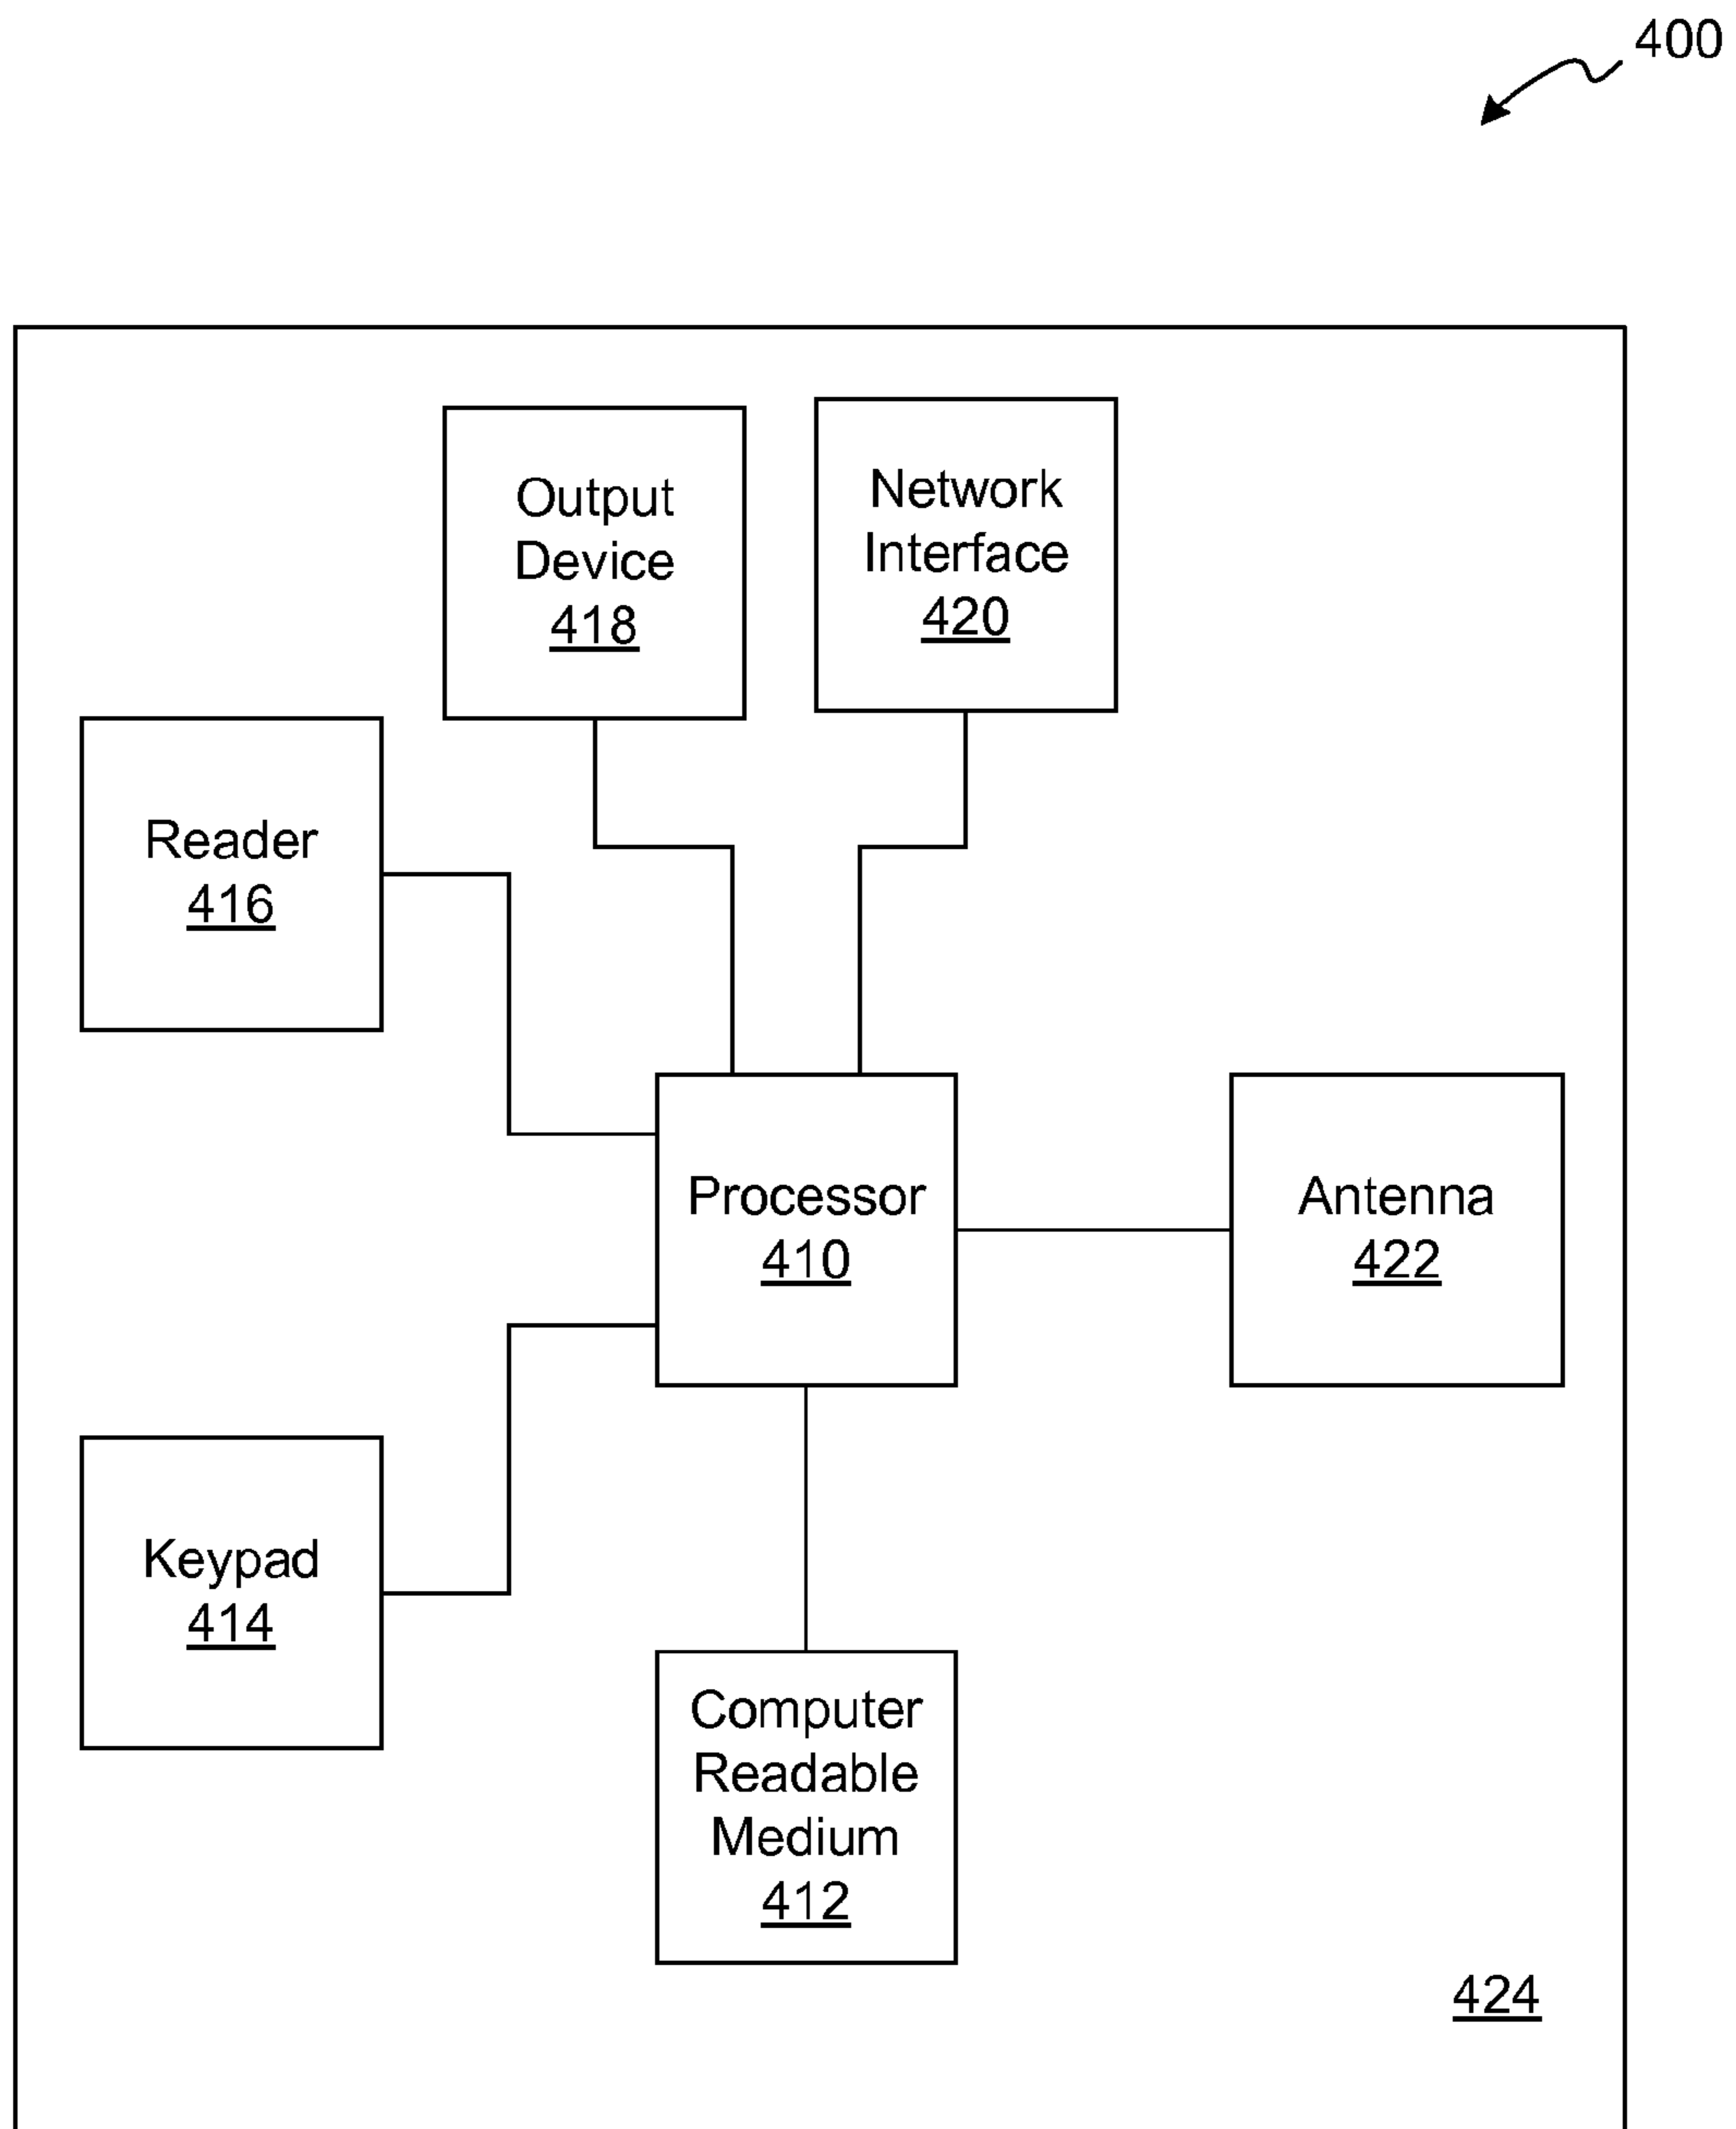 400
Output
Device
418
Network
Interface
420
Reader
416
Processor
410
Antenna
422
Keypad
414
Computer
Readable
Medium
412
424